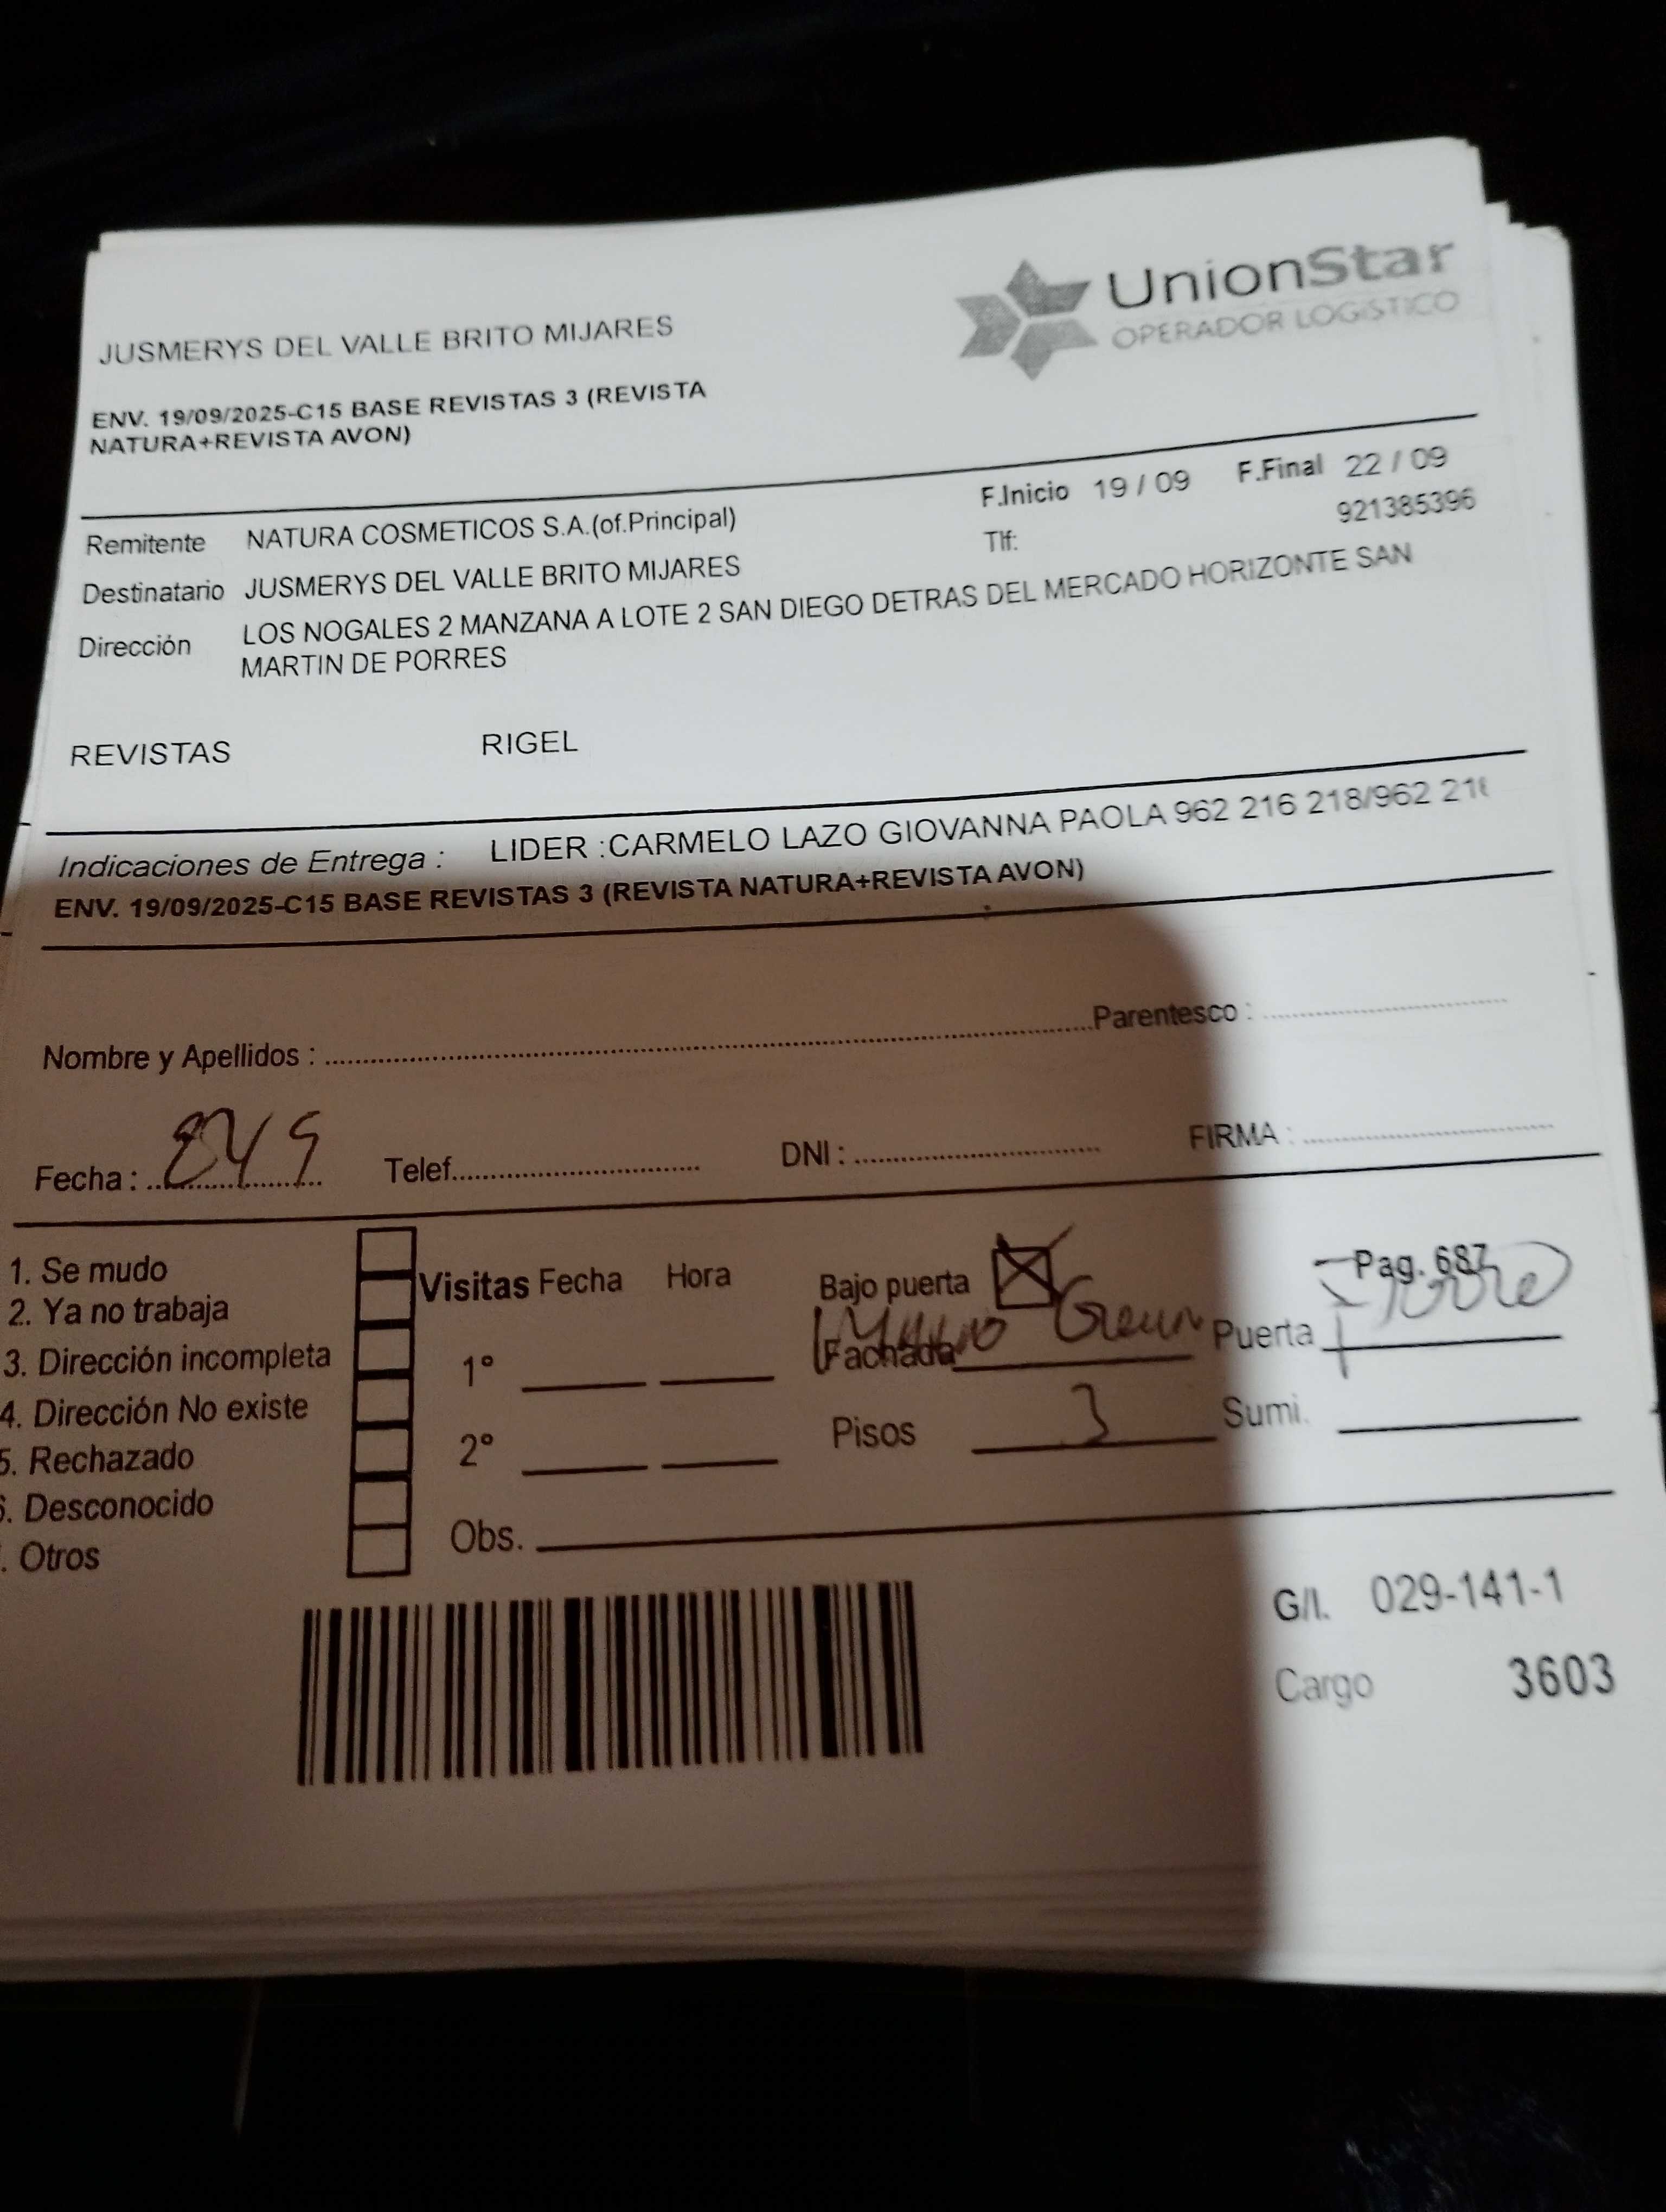 UnionStar
OPERADOR LOGISTICO
JUSMERYS DEL VALLE BRITO MIJARES
ENV. 19/09/2025-C15 BASE REVISTAS 3 (REVISTA
NATURA+REVISTA AVON)
F.Inicio 19 / 09 F.Final 22 / 09
Remitente NATURA COSMETICOS S.A.(of.Principal)
Tlf: 921385396
Destinatario JUSMERYS DEL VALLE BRITO MIJARES
Dirección LOS NOGALES 2 MANZANA A LOTE 2 SAN DIEGO DETRAS DEL MERCADO HORIZONTE SAN
MARTIN DE PORRES
REVISTAS RIGEL
Indicaciones de Entrega : LIDER :CARMELO LAZO GIOVANNA PAOLA 962 216 218/962 21
ENV. 19/09/2025-C15 BASE REVISTAS 3 (REVISTA NATURA+REVISTA AVON)
Nombre y Apellidos : Parentesco :
Fecha : Telef. DNI : FIRMA :
1. Se mudo
2. Ya no trabaja
3. Dirección incompleta
4. Dirección No existe
5. Rechazado
6. Desconocido
. Otros
Visitas Fecha Hora
1°
2°
Obs.
Bajo puerta Pag. 687
Fachada Puerta
Pisos 3 Sumi.
G/I. 029-141-1
Cargo 3603